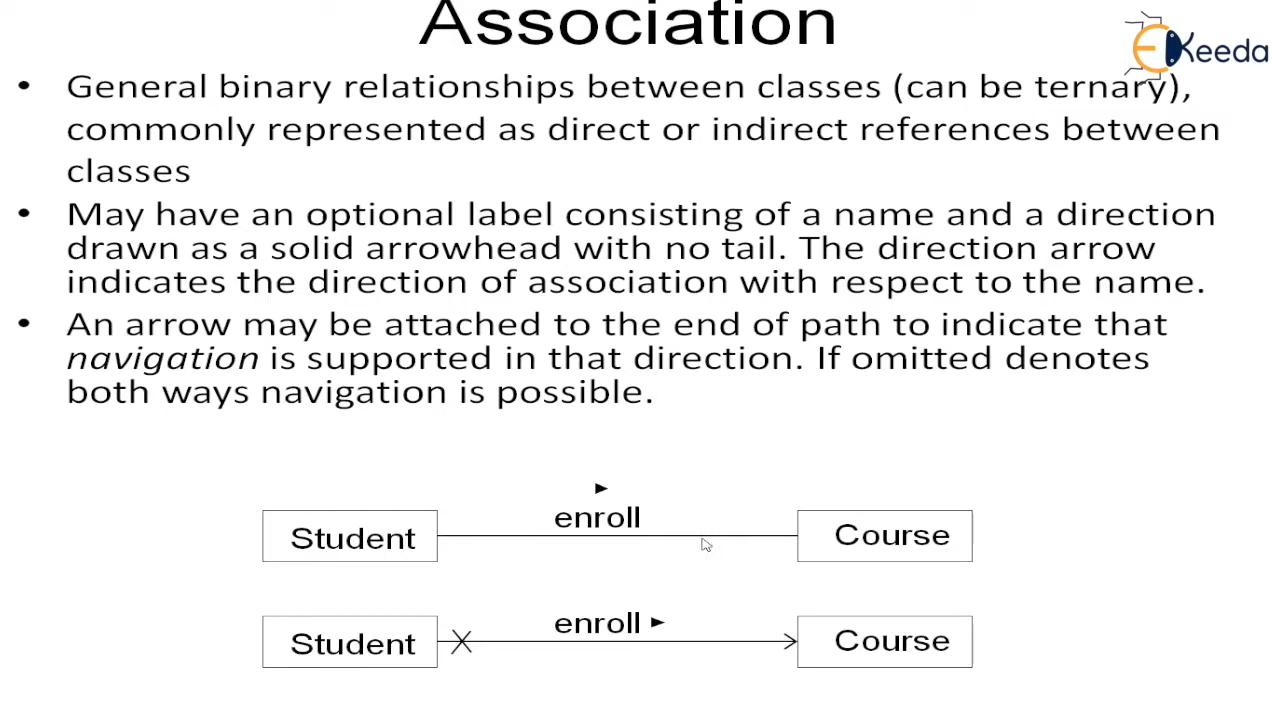 Association
Keeda
• General binary relationships between classes (can be ternary),
commonly represented as direct or indirect references between
classes
• May have an optional label consisting of a name and a direction
drawn as a solid arrowhead with no tail. The direction arrow
indicates the direction of association with respect to the name.
• An arrow may be attached to the end of path to indicate that
navigation is supported in that direction. If omitted denotes
both ways navigation is possible.
enroll
Student Course
enroll
Student Course